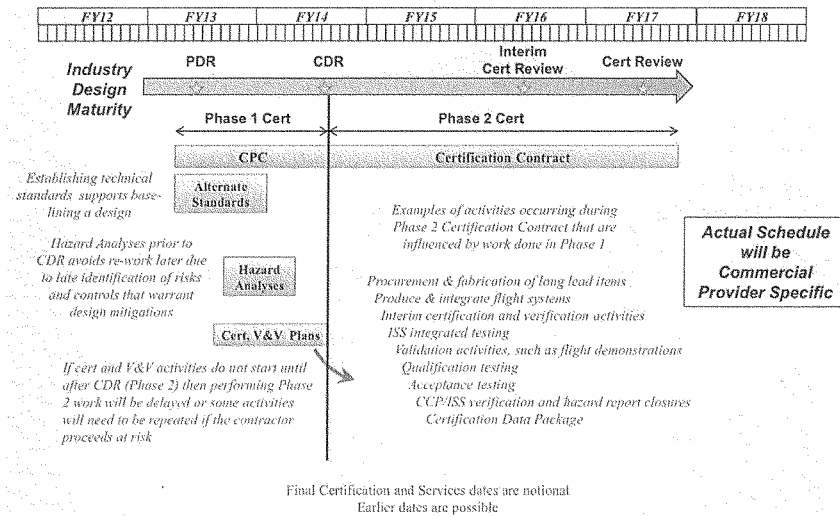 FY12 FY13 FY14 FY15 FY16 FY17 FY18
Industry
Design
Maturity
PDR
CDR
Interim
Cert Review
Cert Review
Phase 1 Cert
Phase 2 Cert
CPC
Certification Contract
Establishing technical
standards supports base-
lining a design
Alternate
Standards
Hazard Analyses prior to
CDR avoids re-work later due
to late identification of risks
and controls that warrant
design mitigations
Hazard
Analyses
Cert, V&V Plans
If cert and V&V activities do not start until
after CDR (Phase 2) then performing Phase
2 work will be delayed or some activities
will need to be repeated if the contractor
proceeds at risk
Examples of activities occurring during
Phase 2 Certification Contract that are
influenced by work done in Phase 1
Procurement & fabrication of long lead items
Produce & integrate flight systems
Interim certification and verification activities
ISS integrated testing
Validation activities, such as flight demonstrations
Qualification testing
Acceptance testing
CCP/ISS verification and hazard report closures
Certification Data Package
Actual Schedule
will be
Commercial
Provider Specific
Final Certification and Services dates are notional
Earlier dates are possible